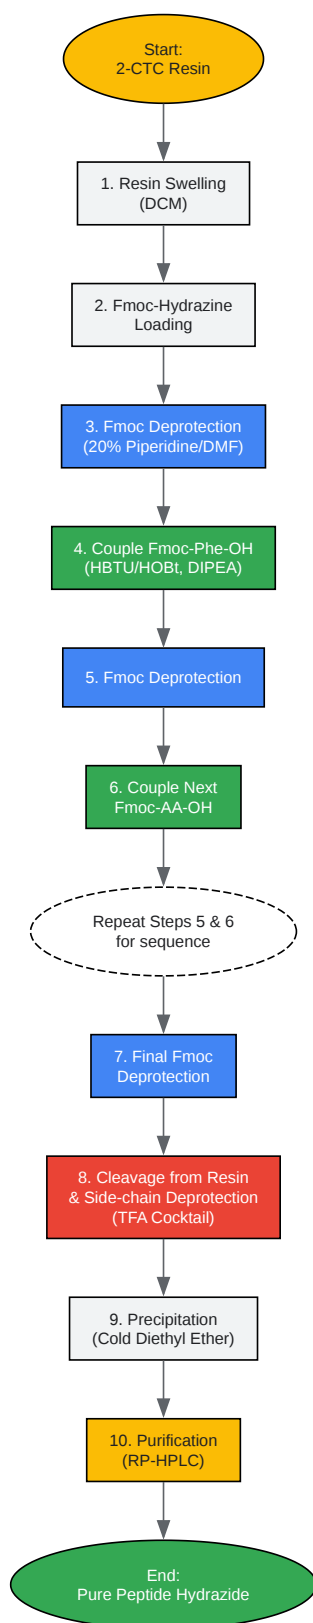 Start:
2-CTC Resin
1. Resin Swelling
(DCM)
2. Fmoc-Hydrazine
Loading
3. Fmoc Deprotection
(20% Piperidine/DMF)
4. Couple Fmoc-Phe-OH
(HBTU/HOBt, DIPEA)
5. Fmoc Deprotection
6. Couple Next
Fmoc-AA-OH
Repeat Steps 5 & 6
for sequence
7. Final Fmoc
Deprotection
8. Cleavage from Resin
& Side-chain Deprotection
(TFA Cocktail)
9. Precipitation
(Cold Diethyl Ether)
10. Purification
(RP-HPLC)
End:
Pure Peptide Hydrazide